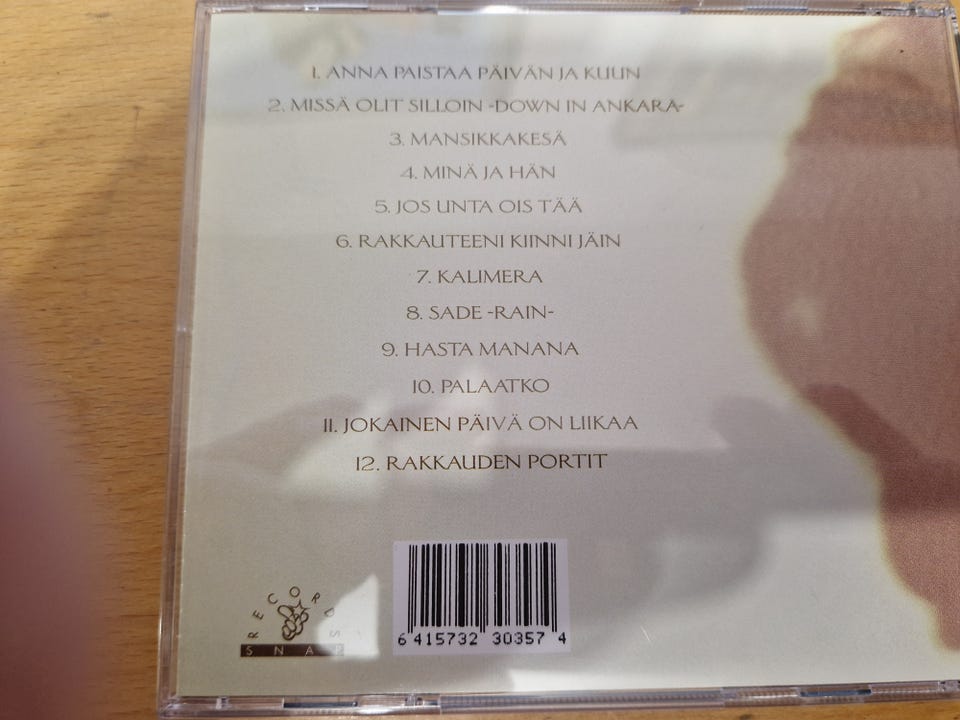 1. ANNA PAISTAA PÄIVÄN JA KUUN
2. MISSÄ OLIT SILLOIN -DOWN IN ANKARA-
3. MANSIKKAKESÄ
4. MINÄ JA HÄN
5. JOS UNTA OIS TÄÄ
6. RAKKAUTEENI KIINNI JÄIN
7. KALIMERA
8. SADE -RAIN-
9. HASTA MANANA
10. PALAATKO
11. JOKAINEN PÄIVÄ ON LIIKAA
12. RAKKAUDEN PORTIT
RECORDS
SNAP
6 415732 30357 4